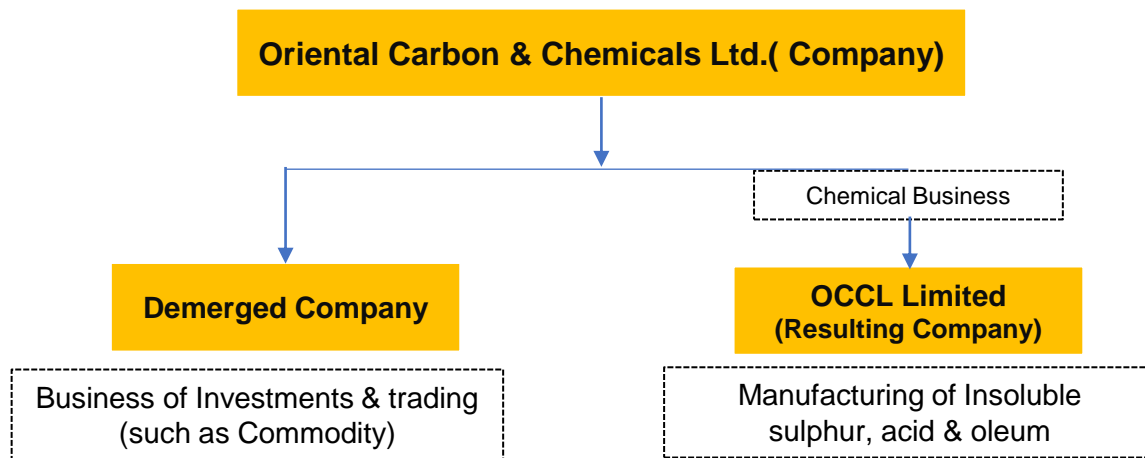 Oriental Carbon & Chemicals Ltd.( Company)
Chemical Business
Demerged Company
OCCL Limited
(Resulting Company)
Business of Investments & trading
(such as Commodity)
Manufacturing of Insoluble
sulphur, acid & oleum